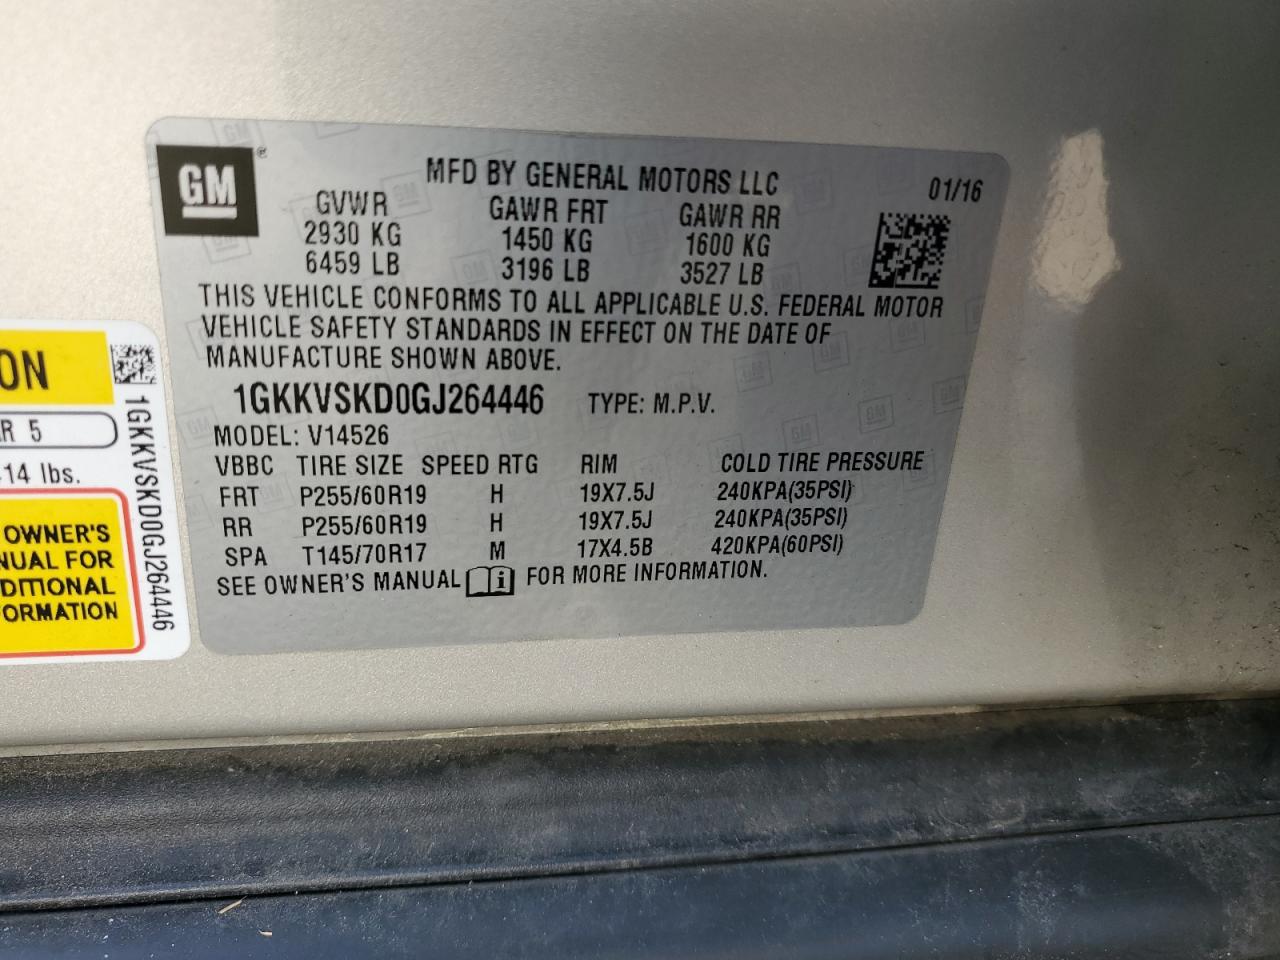 GM
MFD BY GENERAL MOTORS LLC
01/16
GVWR GAWR FRT GAWR RR
2930 KG 1450 KG 1600 KG
6459 LB 3196 LB 3527 LB
THIS VEHICLE CONFORMS TO ALL APPLICABLE U.S. FEDERAL MOTOR
VEHICLE SAFETY STANDARDS IN EFFECT ON THE DATE OF
MANUFACTURE SHOWN ABOVE.
1GKKVSKD0GJ264446 TYPE: M.P.V.
MODEL: V14526
VBBC TIRE SIZE SPEED RTG RIM COLD TIRE PRESSURE
FRT P255/60R19 H 19X7.5J 240KPA(35PSI)
RR P255/60R19 H 19X7.5J 240KPA(35PSI)
SPA T145/70R17 M 17X4.5B 420KPA(60PSI)
SEE OWNER'S MANUAL i FOR MORE INFORMATION.
ON
R 5
14 lbs.
OWNER'S
NUAL FOR
DITIONAL
FORMATION
1GKKVSKD0GJ264446